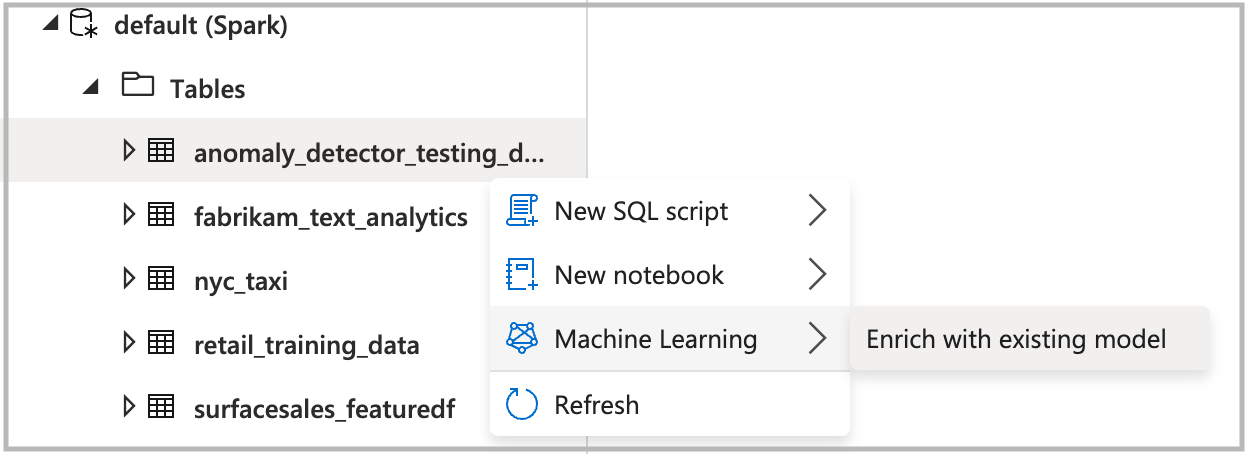 default (Spark)
Tables
anomaly_detector_testing_d...
fabrikam_text_analytics
nyc_taxi
retail_training_data
surfacesales_featuredf
New SQL script
New notebook
Machine Learning
Enrich with existing model
Refresh